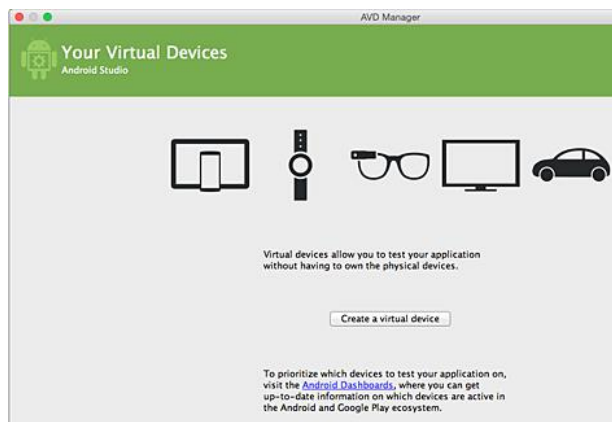 AVD Manager
Your Virtual Devices
Android Studio
Virtual devices allow you to test your application
without having to own the physical devices.
Create a virtual device
To prioritize which devices to test your application on,
visit the Android Dashboards, where you can get
up-to-date information on which devices are active in
the Android and Google Play ecosystem.